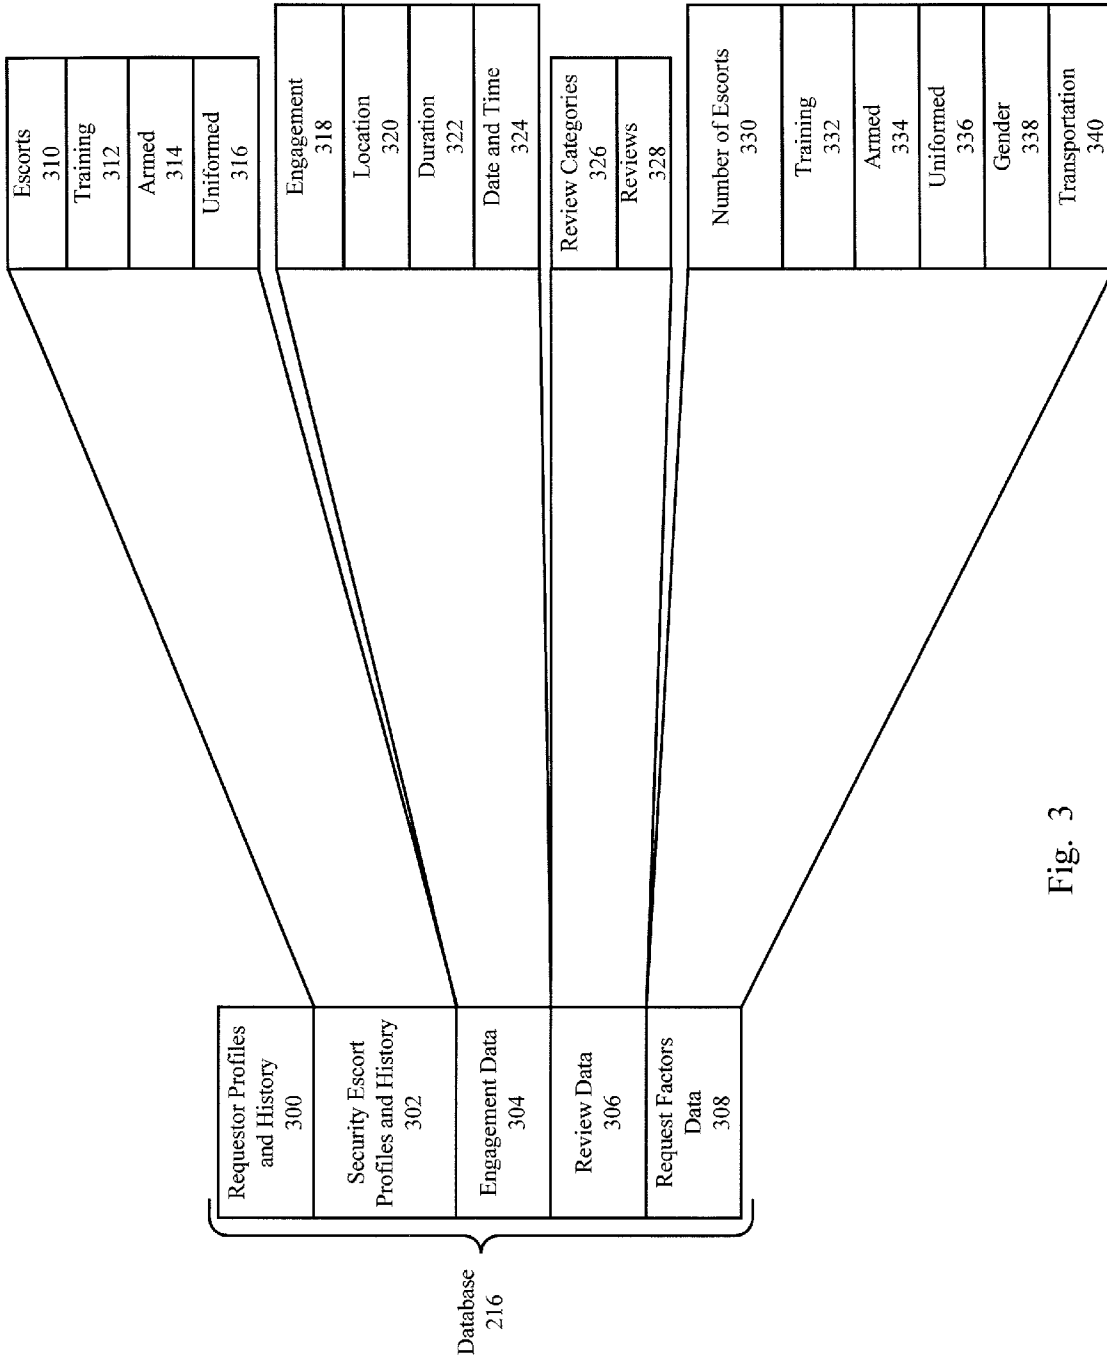 Database
216
Requestor Profiles
and History
300
Security Escort
Profiles and History
302
Engagement Data
304
Review Data
306
Request Factors
Data
308
Escorts
310
Training
312
Armed
314
Uniformed
316
Engagement
318
Location
320
Duration
322
Date and Time
324
Review Categories
326
Reviews
328
Number of Escorts
330
Training
332
Armed
334
Uniformed
336
Gender
338
Transportation
340
Fig. 3